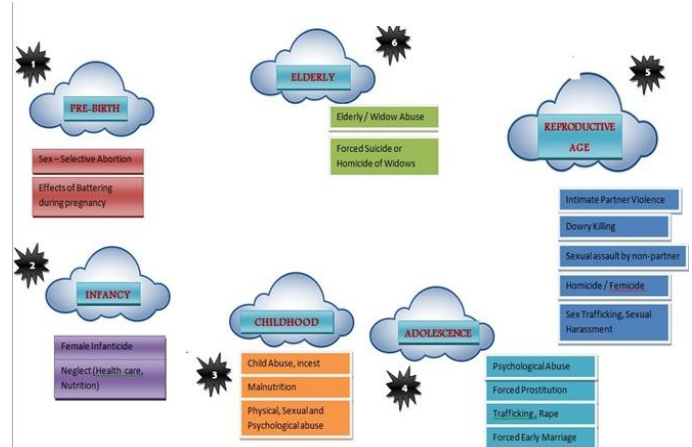 1
PRE-BIRTH
Sex – Selective Abortion
Effects of Battering
during pregnancy
2
INFANCY
Female Infanticide
Neglect (Health care,
Nutrition)
3
CHILDHOOD
Child Abuse, incest
Malnutrition
Physical, Sexual and
Psychological abuse
4
ADOLESCENCE
Psychological Abuse
Forced Prostitution
Trafficking , Rape
Forced Early Marriage
5
REPRODUCTIVE
AGE
Intimate Partner Violence
Dowry Killing
Sexual assault by non-partner
Homicide / Femicide
Sex Trafficking, Sexual
Harassment
6
ELDERLY
Elderly / Widow Abuse
Forced Suicide or
Homicide of Widows